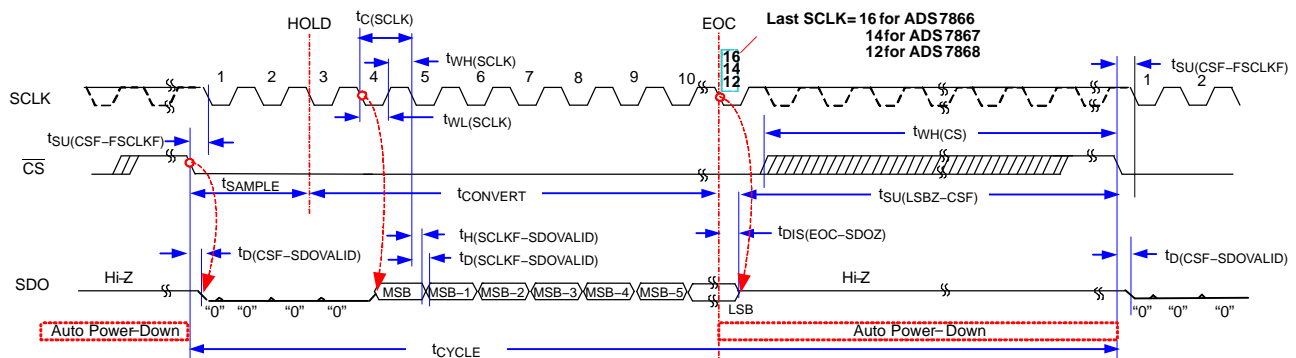 HOLD
EOC
Last SCLK= 16 for ADS7866
14 for ADS7867
12 for ADS7868
tC(SCLK)
tWH(SCLK)
tSU(CSF-FSCLKF)
1 2 3 4 5 6 7 8 9 10
16
14
12
1 2
SCLK
tWL(SCLK)
tSU(CSF-FSCLKF)
tWH(CS)
CS
tSAMPLE
tCONVERT
tSU(LSBZ-CSF)
tH(SCLKF-SDOVALID)
tDIS(EOC-SDOZ)
tD(CSF-SDOVALID)
tD(SCLKF-SDOVALID)
tD(CSF-SDOVALID)
SDO
Hi-Z
MSB MSB-1 MSB-2 MSB-3 MSB-4 MSB-5
Hi-Z
LSB
"0" "0" "0" "0"
"0" "0" "0"
Auto Power-Down
Auto Power-Down
tCYCLE